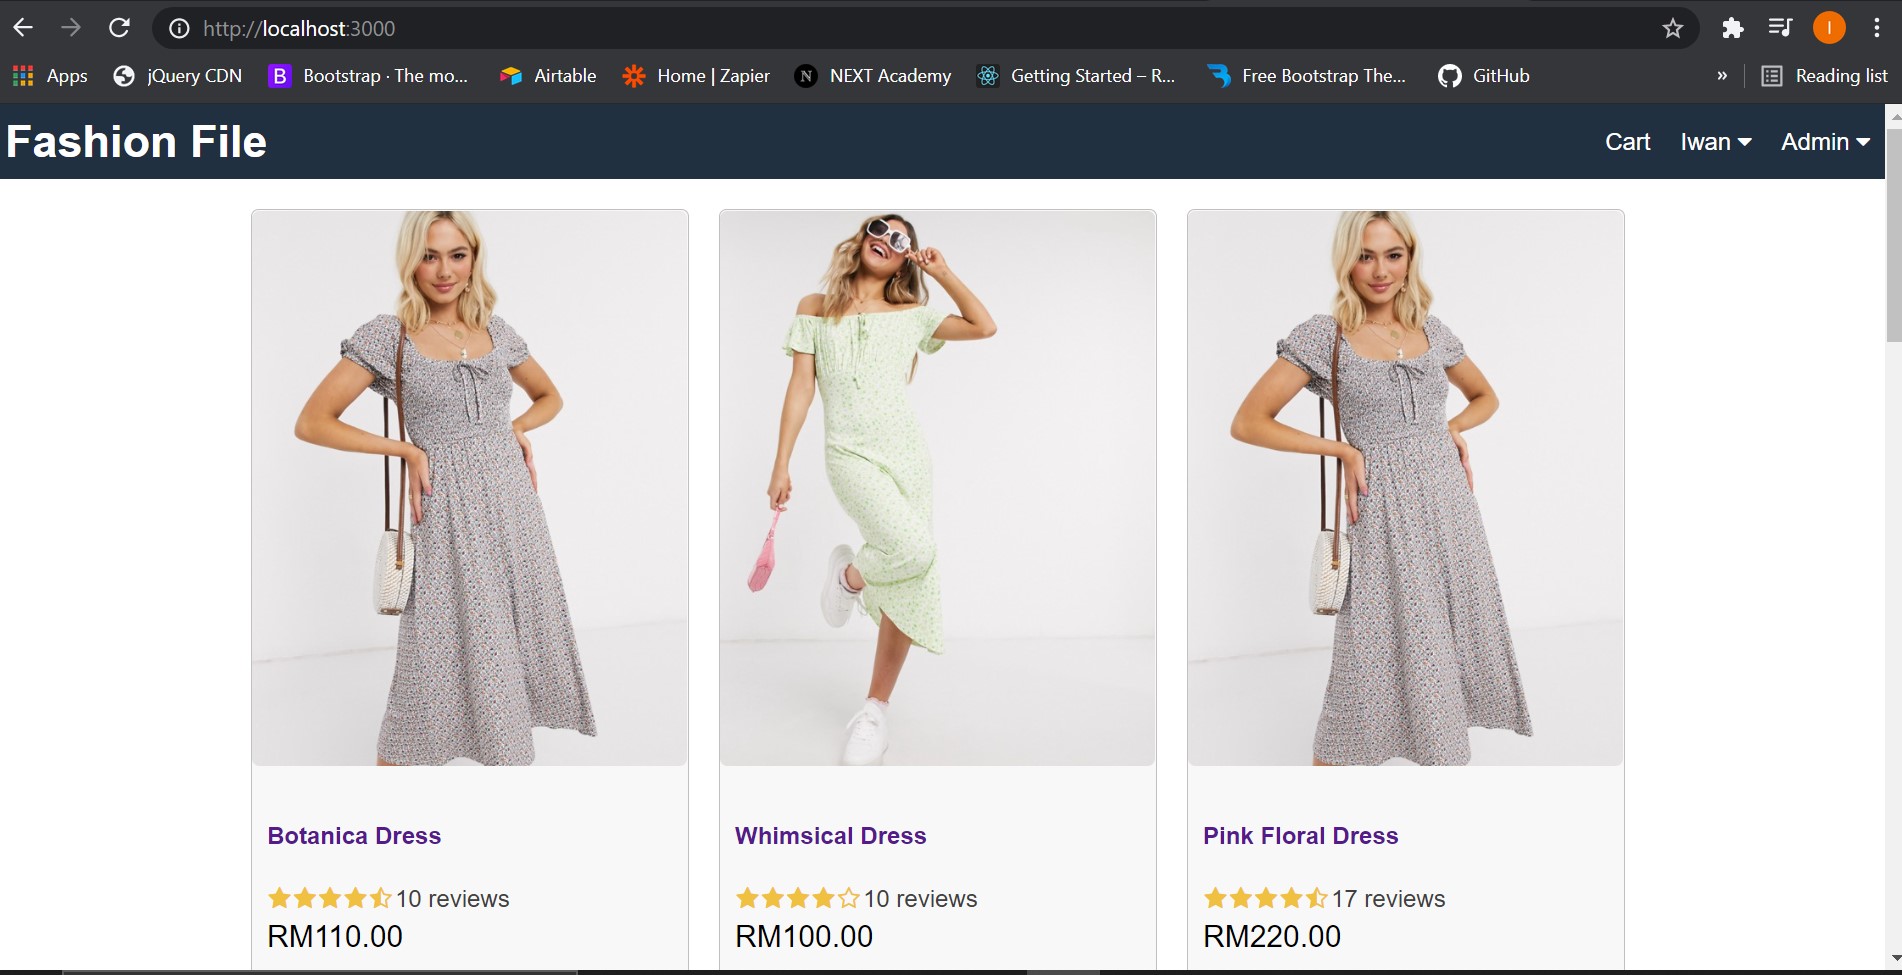 http://localhost:3000
Apps jQuery CDN B Bootstrap · The mo... Airtable Home | Zapier N NEXT Academy Getting Started – R... Free Bootstrap The... GitHub » Reading list
I
Fashion File Cart Iwan Admin
Botanica Dress Whimsical Dress Pink Floral Dress
10 reviews 10 reviews 17 reviews
RM110.00 RM100.00 RM220.00